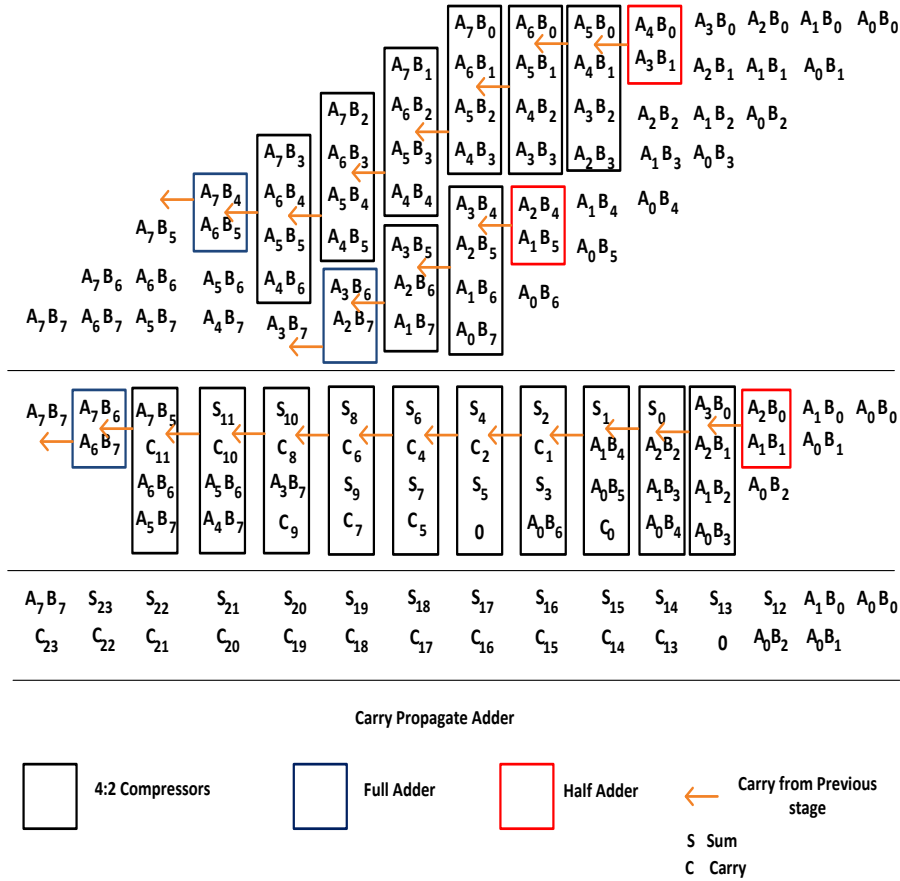 A₇B₀ A₆B₀ A₅B₀ A₄B₀ A₃B₀ A₂B₀ A₁B₀ A₀B₀
A₇B₁ A₆B₁ A₅B₁ A₄B₁ A₃B₁ A₂B₁ A₁B₁ A₀B₁
A₇B₂ A₆B₂ A₅B₂ A₄B₂ A₃B₂ A₂B₂ A₁B₂ A₀B₂
A₇B₃ A₆B₃ A₅B₃ A₄B₃ A₃B₃ A₂B₃ A₁B₃ A₀B₃
A₇B₄ A₆B₄ A₅B₄ A₄B₄ A₃B₄ A₂B₄ A₁B₄ A₀B₄
A₇B₅ A₆B₅ A₅B₅ A₄B₅ A₃B₅ A₂B₅ A₁B₅ A₀B₅
A₇B₆ A₆B₆ A₅B₆ A₄B₆ A₃B₆ A₂B₆ A₁B₆ A₀B₆
A₇B₇ A₆B₇ A₅B₇ A₄B₇ A₃B₇ A₂B₇ A₁B₇ A₀B₇
A₇B₇ A₇B₆ A₇B₅ S₁₁ S₁₀ S₈ S₆ S₄ S₂ S₁ S₀ A₃B₀ A₂B₀ A₁B₀ A₀B₀
A₆B₇ C₁₁ C₁₀ C₈ C₆ C₄ C₂ C₁ A₁B₄ A₂B₂ A₂B₁ A₁B₁ A₀B₁
A₆B₆ A₅B₆ A₃B₇ S₉ S₇ S₅ S₃ A₀B₅ A₁B₃ A₁B₂ A₀B₂
A₅B₇ A₄B₇ C₉ C₇ C₅ 0 A₀B₆ C₀ A₀B₄ A₀B₃
A₇B₇ S₂₃ S₂₂ S₂₁ S₂₀ S₁₉ S₁₈ S₁₇ S₁₆ S₁₅ S₁₄ S₁₃ S₁₂ A₁B₀ A₀B₀
C₂₃ C₂₂ C₂₁ C₂₀ C₁₉ C₁₈ C₁₇ C₁₆ C₁₅ C₁₄ C₁₃ 0 A₀B₂ A₀B₁
Carry Propagate Adder
4:2 Compressors
Full Adder
Half Adder
Carry from Previous
stage
S Sum
C Carry